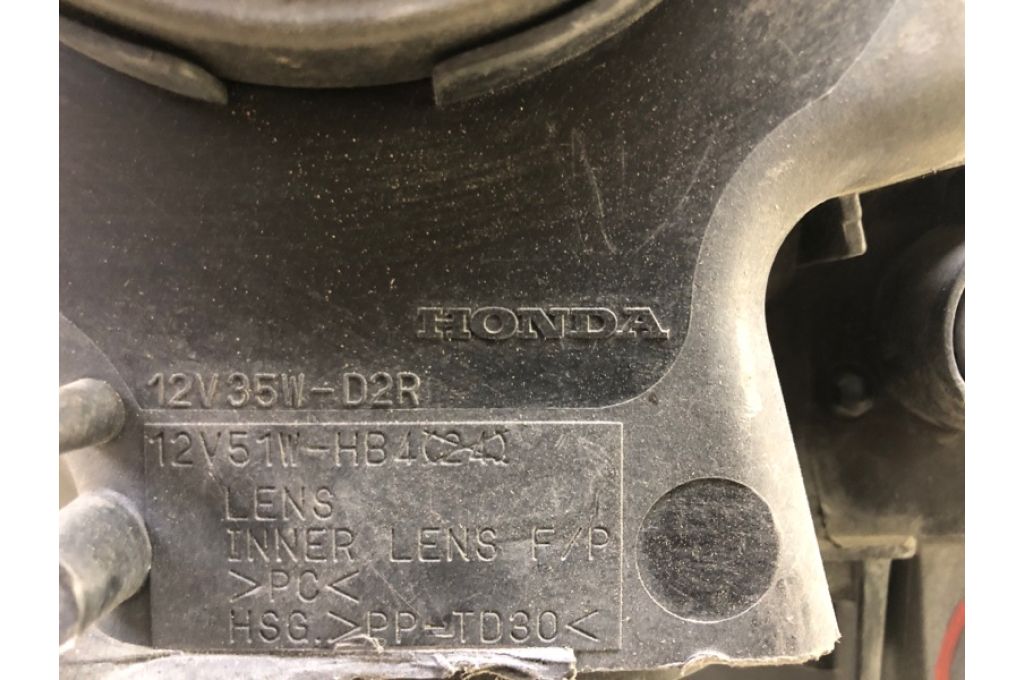 HONDA
12V35W-D2R
12V51W-HB4
LENS
INNER LENS F/P
>PC<
HSG. >PP-TD30<